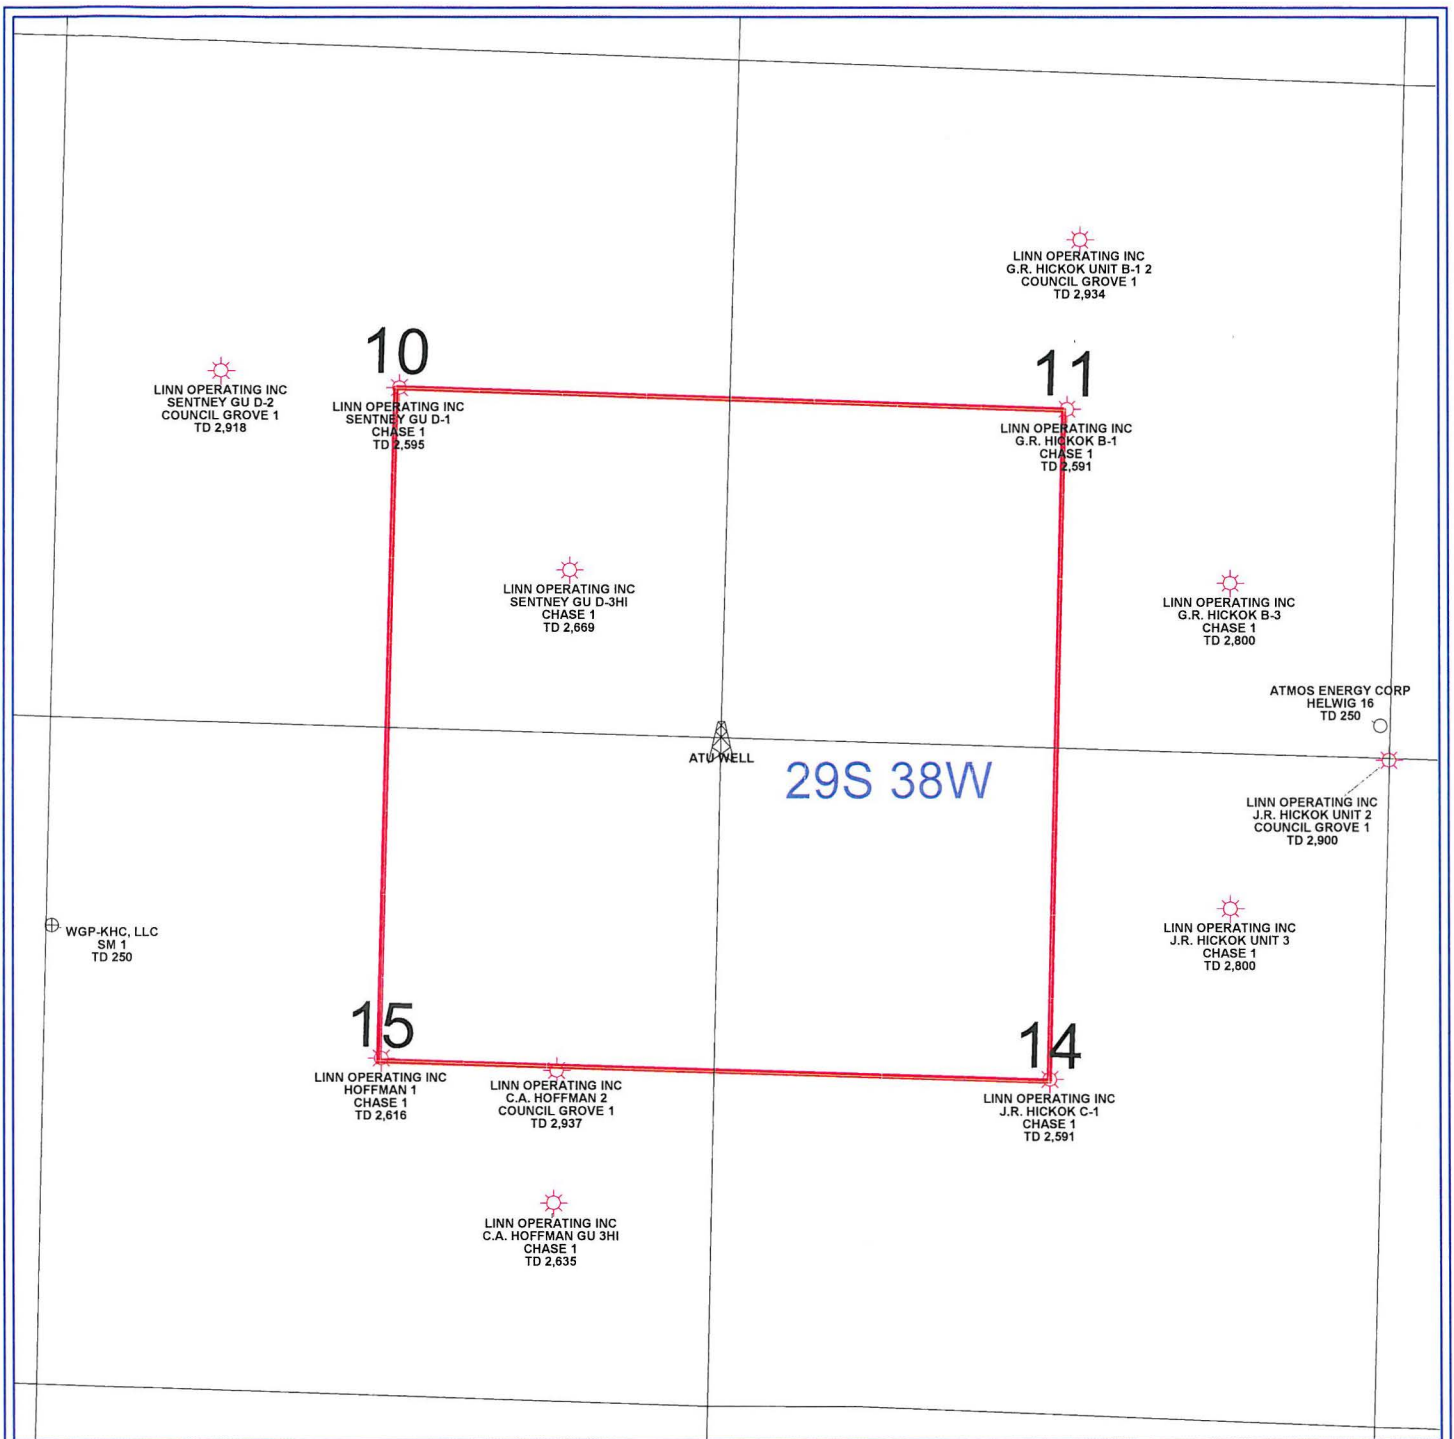 LINN OPERATING INC
G.R. HICKOK UNIT B-1 2
COUNCIL GROVE 1
TD 2,934
10
11
LINN OPERATING INC
SENTNEY GU D-2
COUNCIL GROVE 1
TD 2,918
LINN OPERATING INC
SENTNEY GU D-1
CHASE 1
TD 2,595
LINN OPERATING INC
G.R. HICKOK B-1
CHASE 1
TD 2,591
LINN OPERATING INC
SENTNEY GU D-3HI
CHASE 1
TD 2,669
LINN OPERATING INC
G.R. HICKOK B-3
CHASE 1
TD 2,800
ATMOS ENERGY CORP
HELWIG 16
TD 250
ATU WELL
29S 38W
LINN OPERATING INC
J.R. HICKOK UNIT 2
COUNCIL GROVE 1
TD 2,900
WGP-KHC, LLC
SM 1
TD 250
LINN OPERATING INC
J.R. HICKOK UNIT 3
CHASE 1
TD 2,800
15
14
LINN OPERATING INC
HOFFMAN 1
CHASE 1
TD 2,616
LINN OPERATING INC
C.A. HOFFMAN 2
COUNCIL GROVE 1
TD 2,937
LINN OPERATING INC
J.R. HICKOK C-1
CHASE 1
TD 2,591
LINN OPERATING INC
C.A. HOFFMAN GU 3HI
CHASE 1
TD 2,635